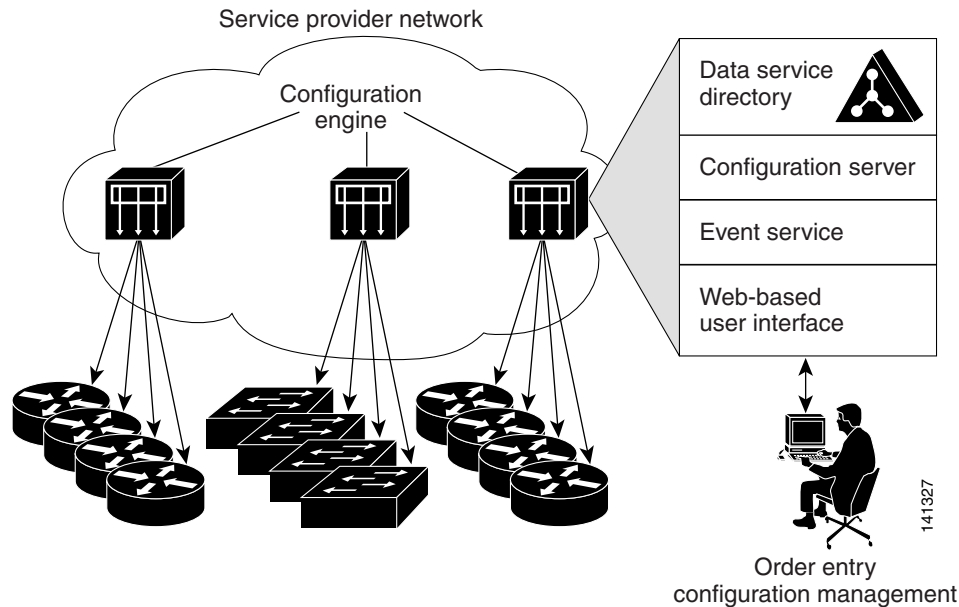 Service provider network
Configuration
engine
Data service
directory
Configuration server
Event service
Web-based
user interface
141327
Order entry
configuration management